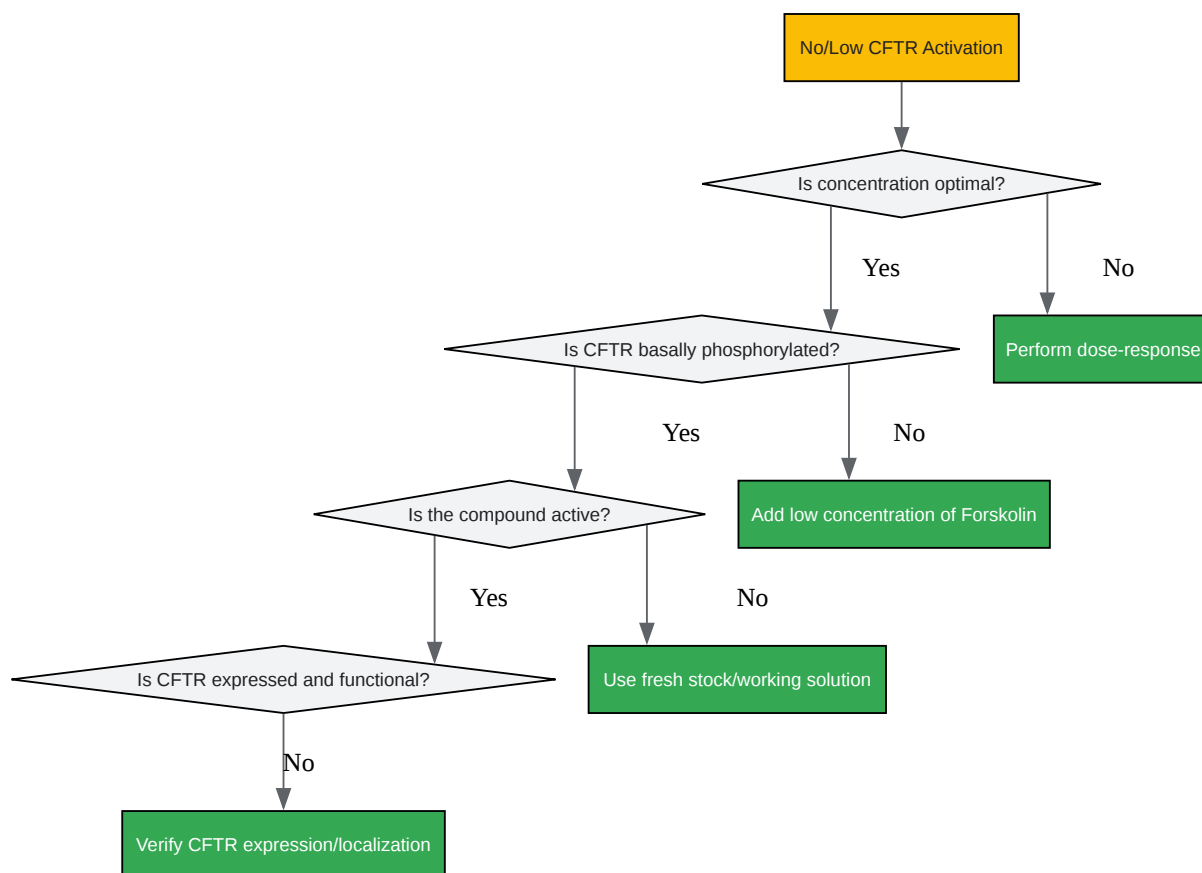 No/Low CFTR Activation
Is concentration optimal?
Yes
No
Is CFTR basally phosphorylated?
Perform dose-response
Yes
No
Is the compound active?
Add low concentration of Forskolin
Yes
No
Is CFTR expressed and functional?
Use fresh stock/working solution
No
Verify CFTR expression/localization